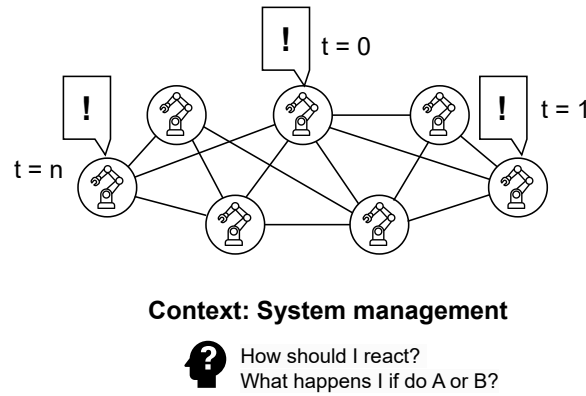 !
t = 0
!
!
t = 1
t = n
Context: System management
?
How should I react?
What happens I if do A or B?